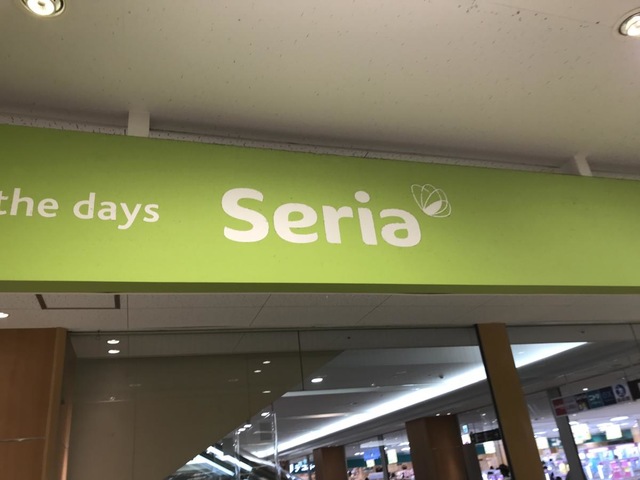 the days Seria